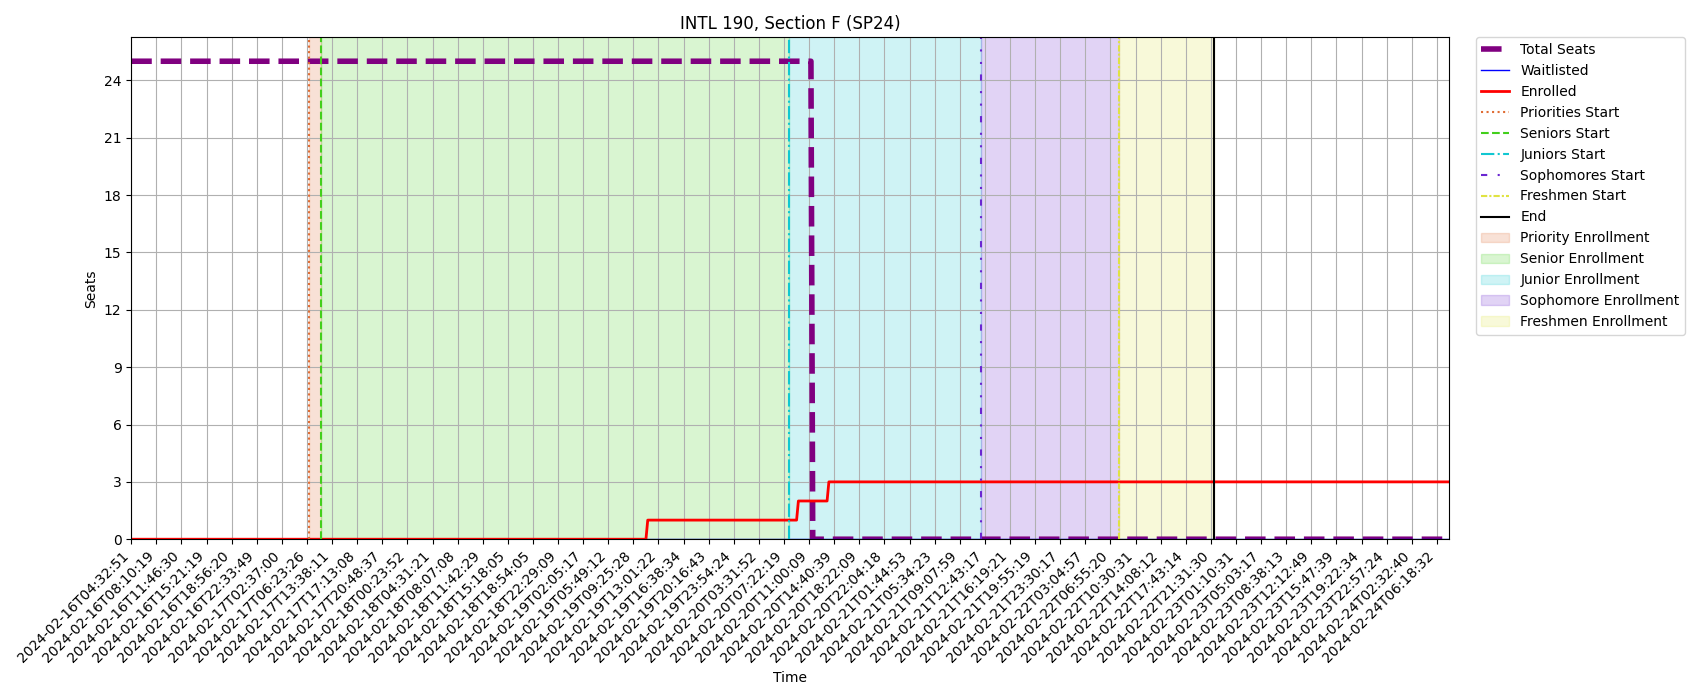 INTL 190, Section F (SP24)
Total Seats
Waitlisted
Enrolled
Priorities Start
Seniors Start
Juniors Start
Sophomores Start
Freshmen Start
End
Priority Enrollment
Senior Enrollment
Junior Enrollment
Sophomore Enrollment
Freshmen Enrollment
Seats
24
21
18
15
12
9
6
3
0
2024-02-16T04:32:51
2024-02-16T08:10:19
2024-02-16T11:46:30
2024-02-16T15:21:19
2024-02-16T18:56:20
2024-02-16T22:33:49
2024-02-17T02:37:00
2024-02-17T06:23:26
2024-02-17T13:38:11
2024-02-17T17:13:08
2024-02-17T20:48:37
2024-02-18T00:23:52
2024-02-18T04:31:21
2024-02-18T08:07:08
2024-02-18T11:42:29
2024-02-18T15:18:05
2024-02-18T18:54:05
2024-02-18T22:29:09
2024-02-19T02:05:17
2024-02-19T05:49:12
2024-02-19T09:25:28
2024-02-19T13:01:22
2024-02-19T16:38:34
2024-02-19T20:16:43
2024-02-19T23:54:24
2024-02-20T03:31:52
2024-02-20T07:22:19
2024-02-20T11:00:09
2024-02-20T14:40:39
2024-02-20T18:22:09
2024-02-20T22:04:18
2024-02-21T01:44:53
2024-02-21T05:34:23
2024-02-21T09:07:59
2024-02-21T12:43:17
2024-02-21T16:19:21
2024-02-21T19:55:19
2024-02-21T23:30:17
2024-02-22T03:04:57
2024-02-22T06:55:20
2024-02-22T10:30:31
2024-02-22T14:08:12
2024-02-22T17:43:14
2024-02-22T21:31:30
2024-02-23T01:10:31
2024-02-23T05:03:17
2024-02-23T08:38:13
2024-02-23T12:12:49
2024-02-23T15:47:39
2024-02-23T19:22:34
2024-02-23T22:57:24
2024-02-24T02:32:40
2024-02-24T06:18:32
Time